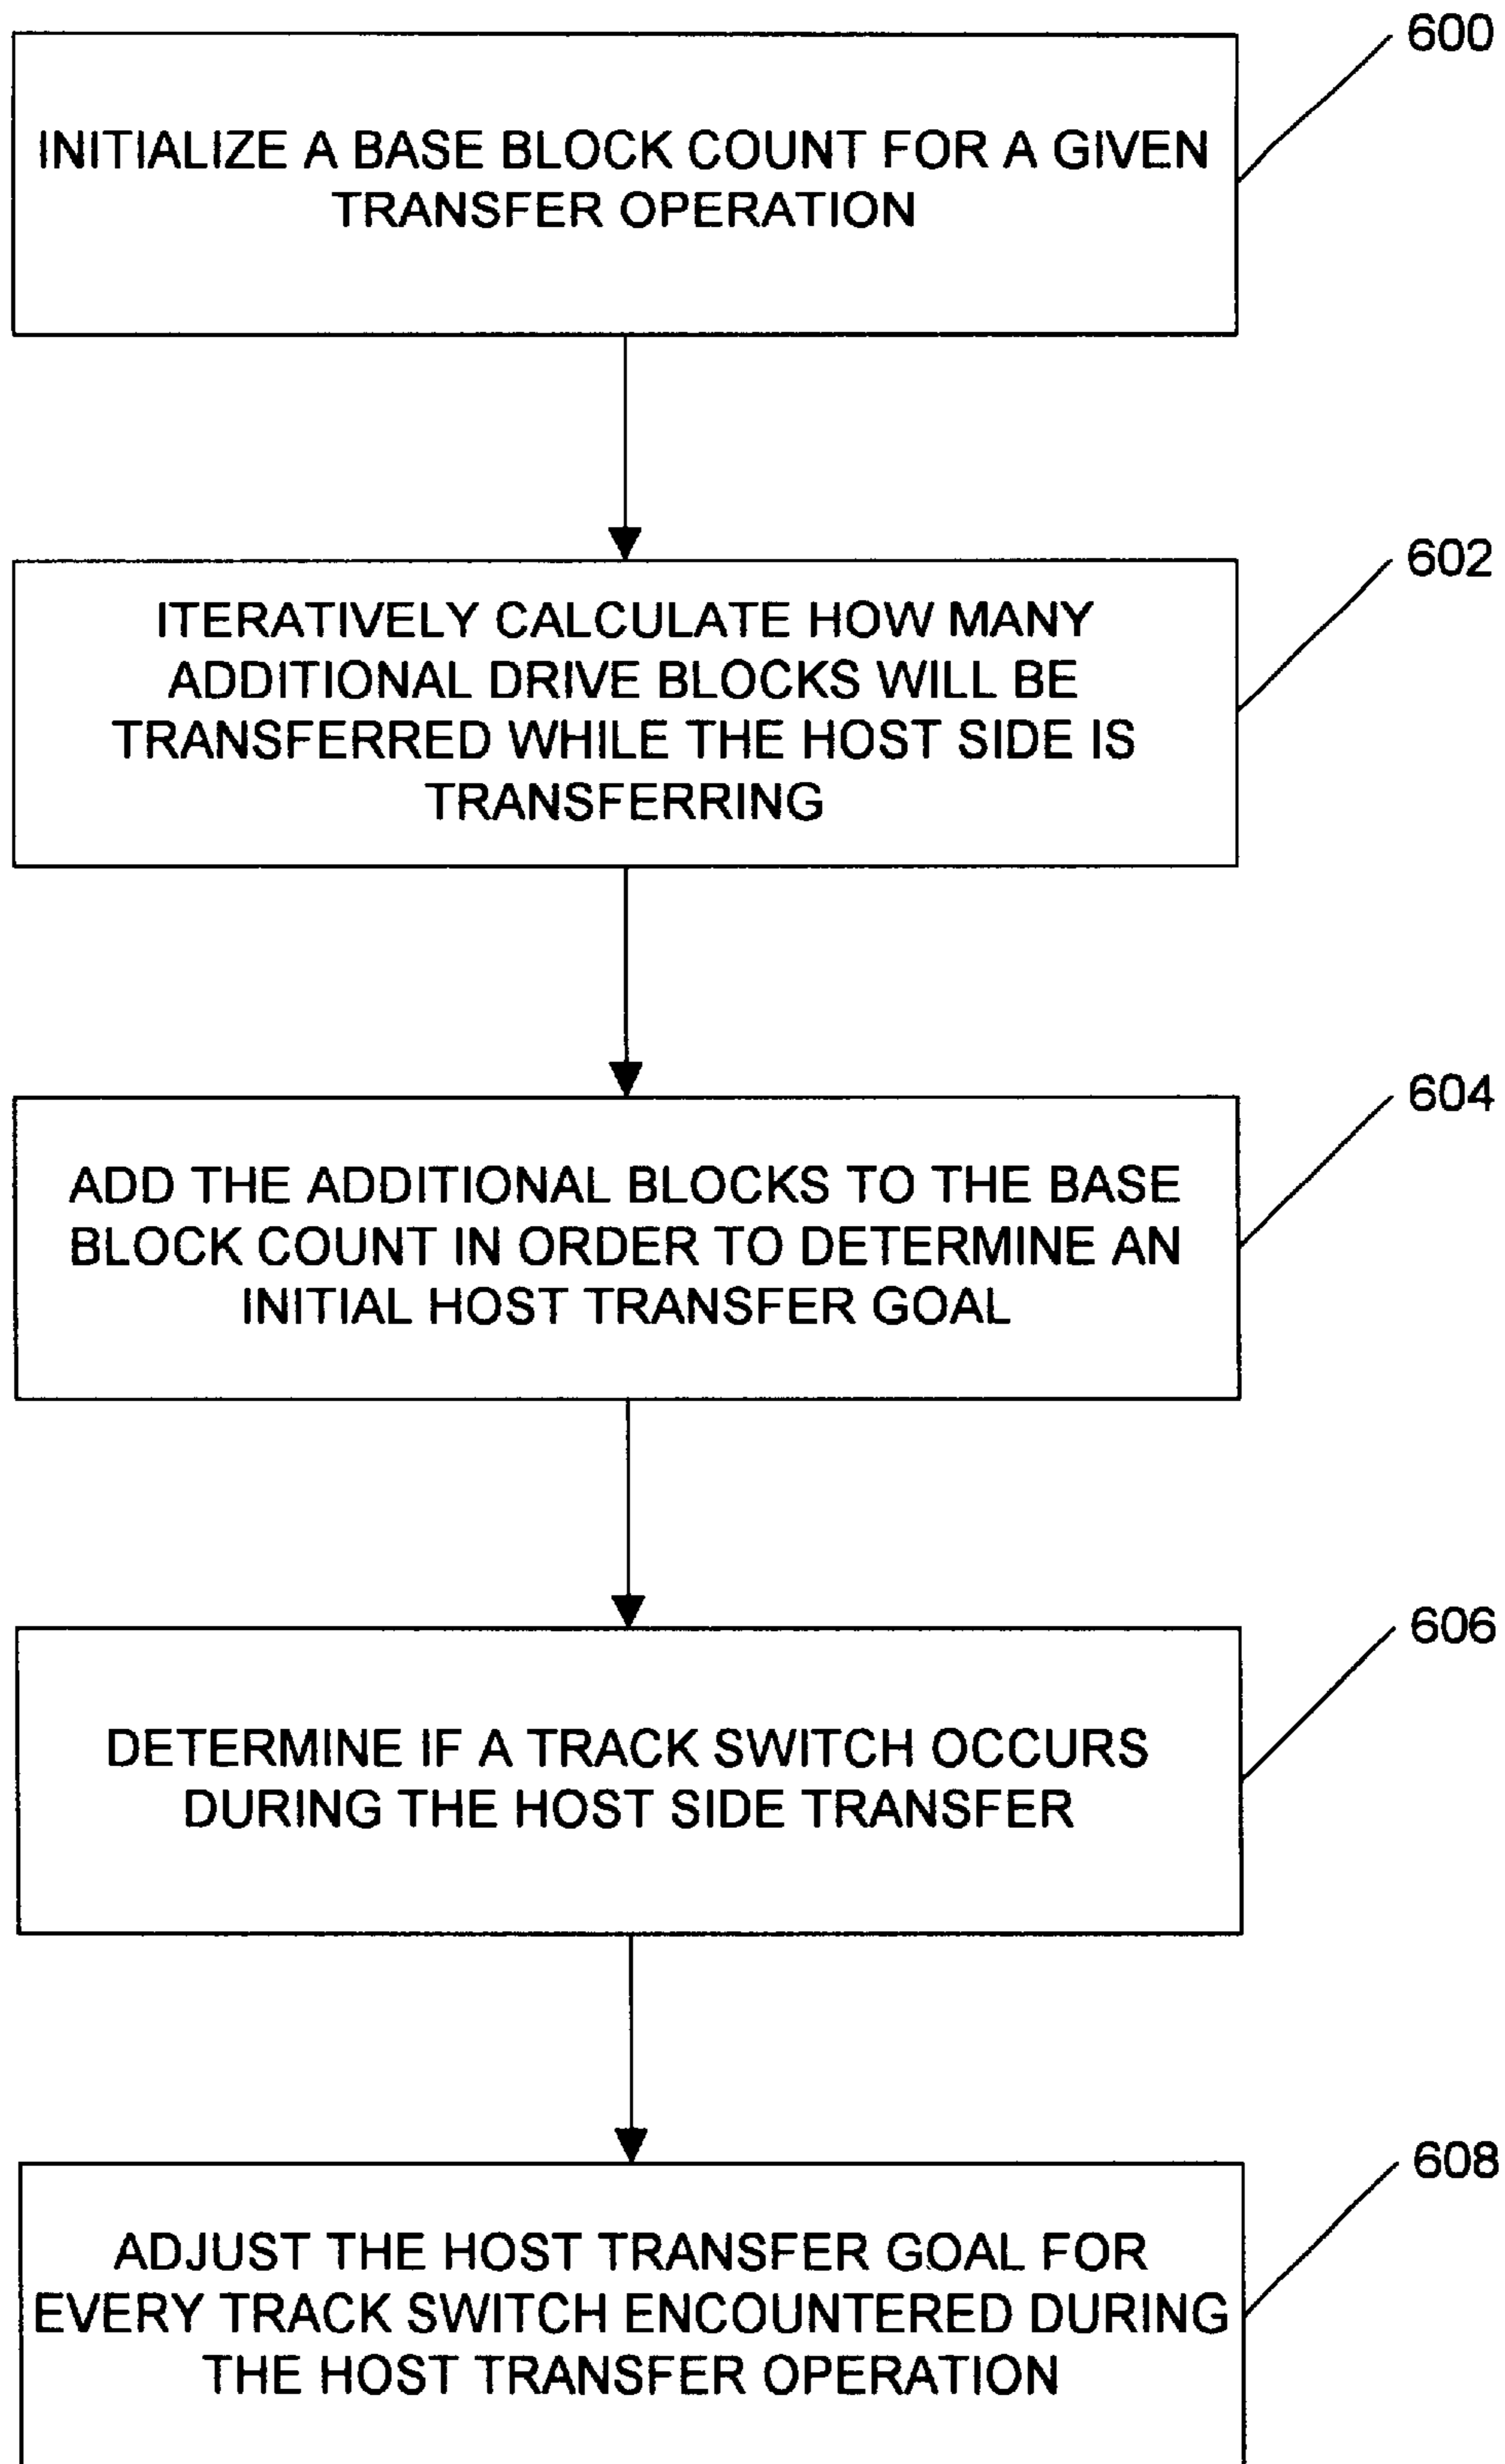 600
INITIALIZE A BASE BLOCK COUNT FOR A GIVEN
TRANSFER OPERATION
602
ITERATIVELY CALCULATE HOW MANY
ADDITIONAL DRIVE BLOCKS WILL BE
TRANSFERRED WHILE THE HOST SIDE IS
TRANSFERRING
604
ADD THE ADDITIONAL BLOCKS TO THE BASE
BLOCK COUNT IN ORDER TO DETERMINE AN
INITIAL HOST TRANSFER GOAL
606
DETERMINE IF A TRACK SWITCH OCCURS
DURING THE HOST SIDE TRANSFER
608
ADJUST THE HOST TRANSFER GOAL FOR
EVERY TRACK SWITCH ENCOUNTERED DURING
THE HOST TRANSFER OPERATION